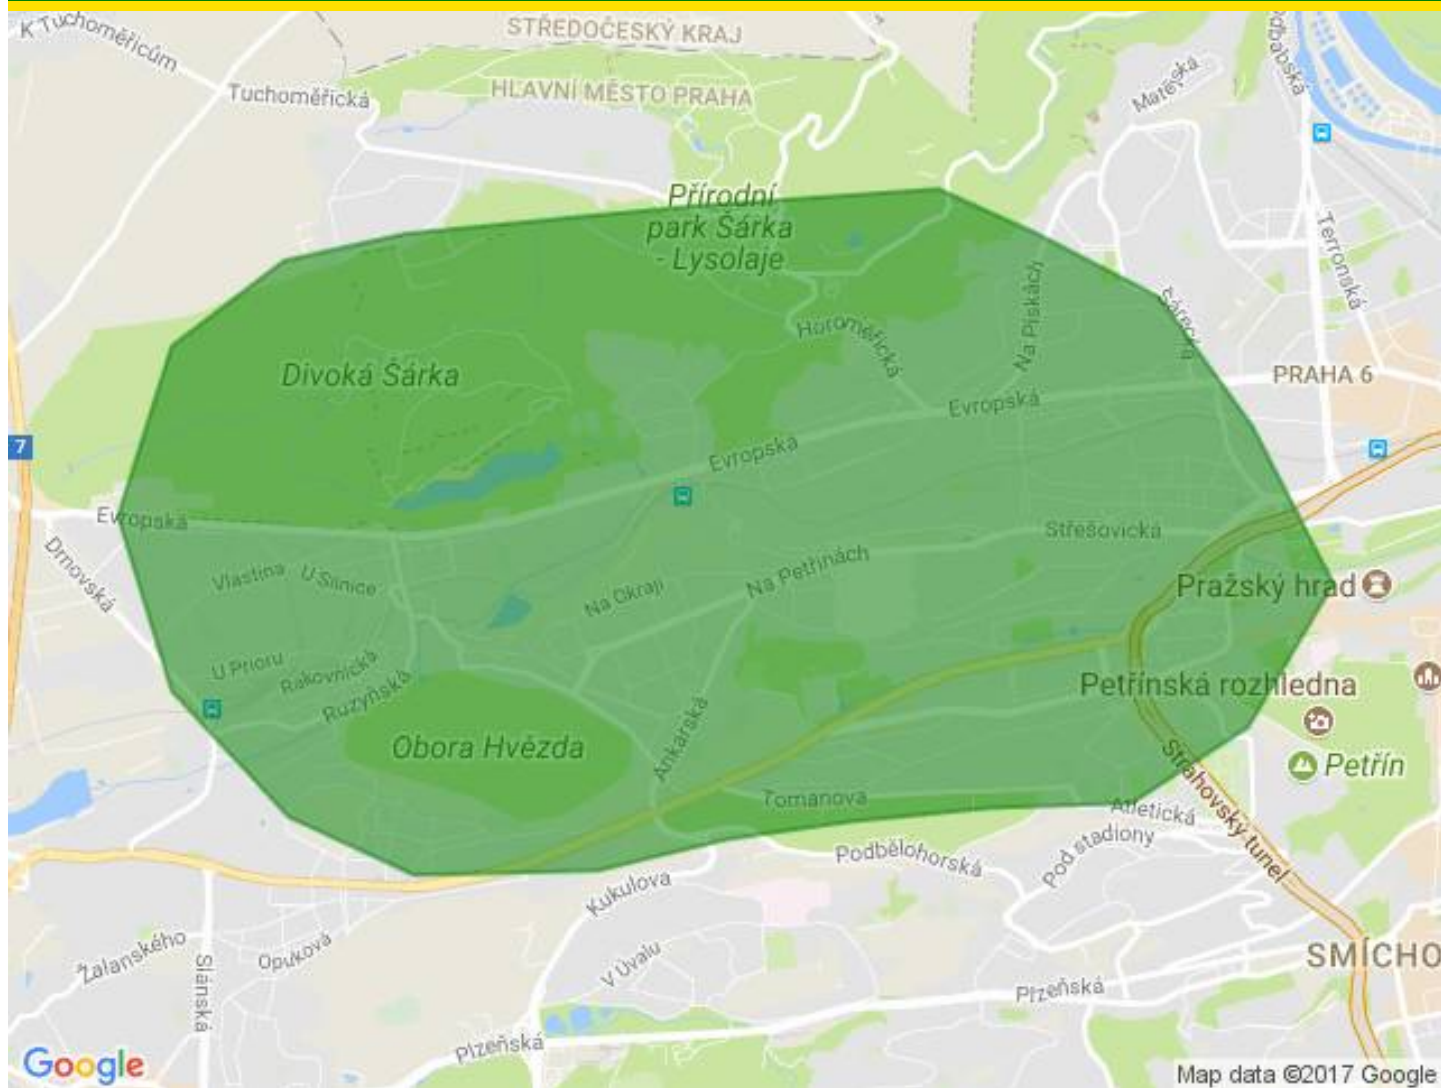 K Tuchoměřicům
STŘEDOČESKÝ KRAJ
Tuchoměřická
HLAVNÍ MĚSTO PRAHA
Matějská
Podbabská
Přírodní
park Šárka
- Lysolaje
Terronská
Na Pískách
Šárecká
Horoměřická
Divoká Šárka
PRAHA 6
Evropská
7
Evropská
Evropská
Střešovická
Drnovská
Vlastina
U Silnice
Na Petřinách
Na Okraji
Pražský hrad
U Prioru
Rakovnická
Ruzyňská
Petřínská rozhledna
Obora Hvězda
Ankarská
Petřín
Tomanova
Atletická
Strahovský tunel
Pod stadiony
Podbělohorská
Kukulova
Žalanského
Opuková
Slánská
V Úvalu
SMÍCHO
Plzeňská
Plzeňská
Google
Map data ©2017 Google